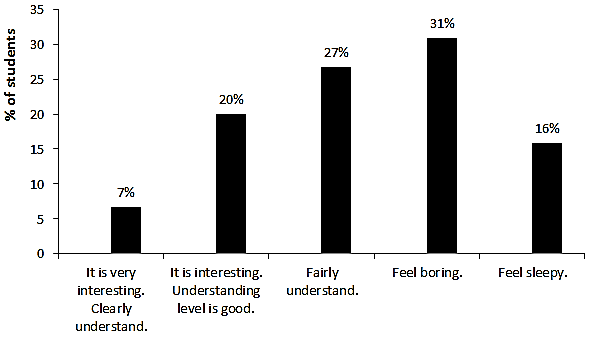 % of students
35
30
25
20
15
10
5
0
7%
20%
27%
31%
16%
It is very
interesting.
Clearly
understand.
It is interesting.
Understanding
level is good.
Fairly
understand.
Feel boring.
Feel sleepy.